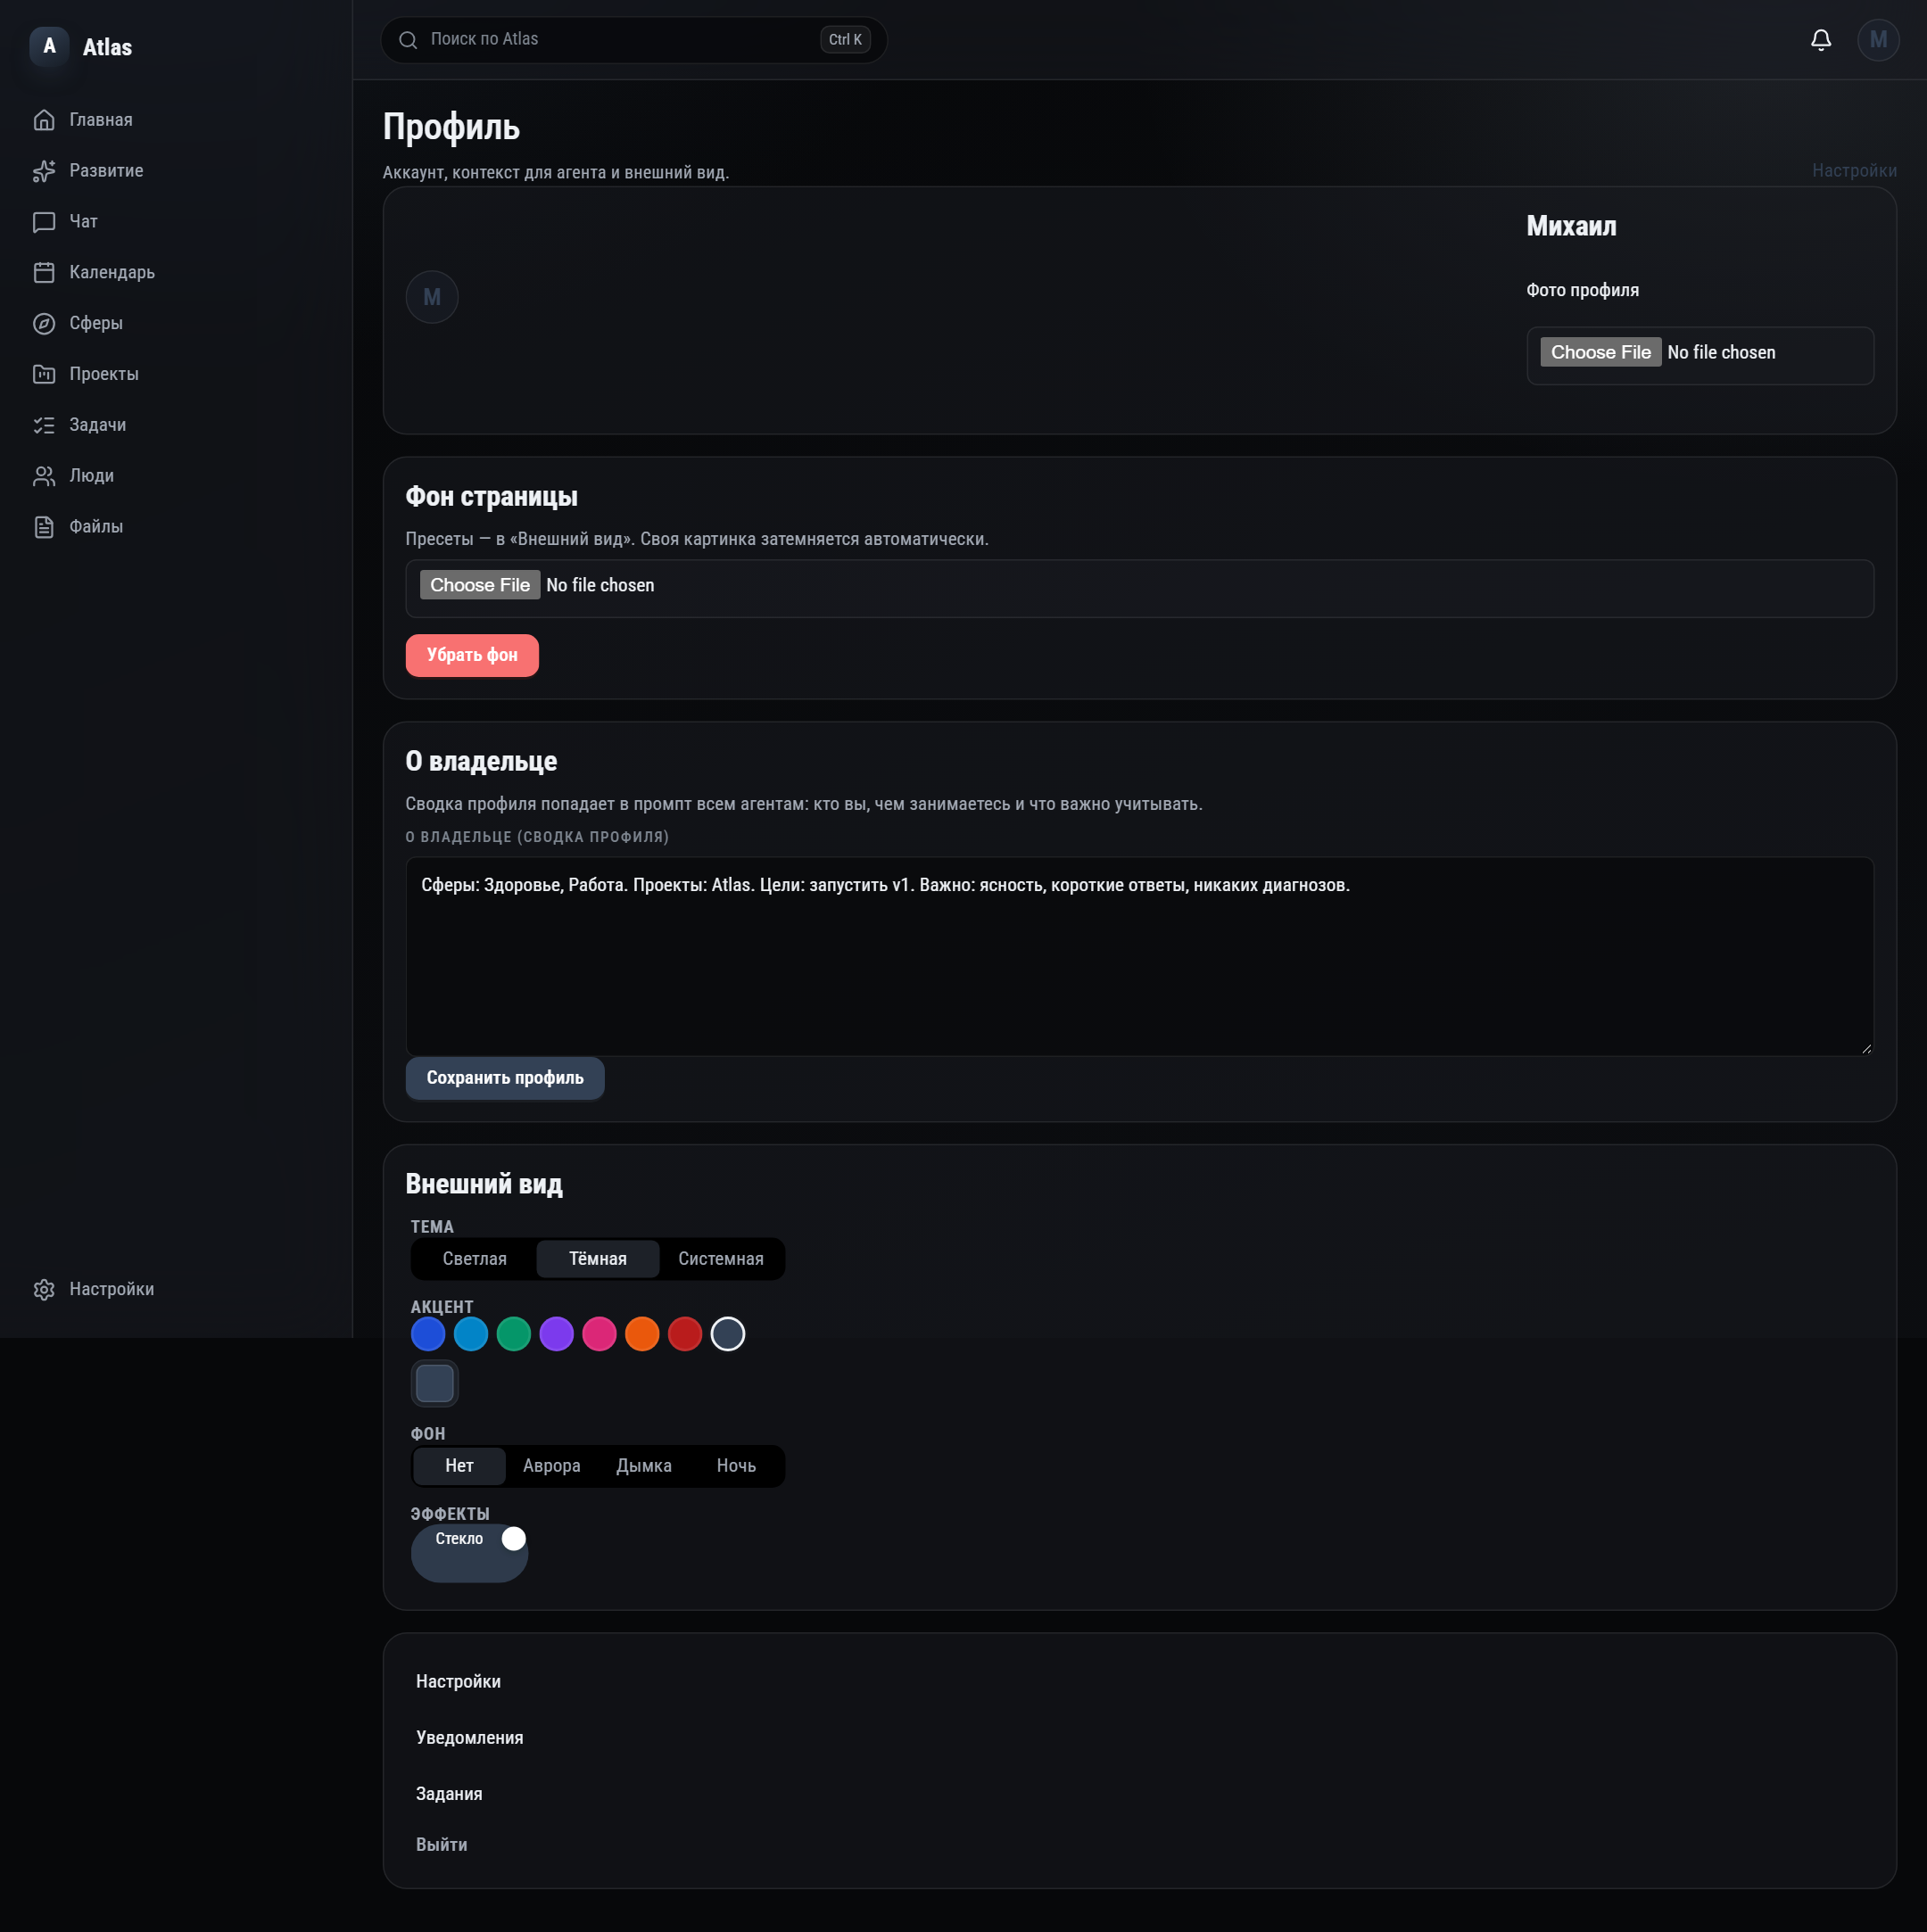 A
Atlas
Поиск по Atlas
Ctrl K
M
Главная
Развитие
Чат
Календарь
Сферы
Проекты
Задачи
Люди
Файлы
Настройки
Профиль
Аккаунт, контекст для агента и внешний вид.
Настройки
M
Михаил
Фото профиля
Choose File No file chosen
Фон страницы
Пресеты — в «Внешний вид». Своя картинка затемняется автоматически.
Choose File No file chosen
Убрать фон
О владельце
Сводка профиля попадает в промпт всем агентам: кто вы, чем занимаетесь и что важно учитывать.
О ВЛАДЕЛЬЦЕ (СВОДКА ПРОФИЛЯ)
Сферы: Здоровье, Работа. Проекты: Atlas. Цели: запустить v1. Важно: ясность, короткие ответы, никаких диагнозов.
Сохранить профиль
Внешний вид
ТЕМА
Светлая Тёмная Системная
АКЦЕНТ
ФОН
Нет Аврора Дымка Ночь
ЭФФЕКТЫ
Стекло
Настройки
Уведомления
Задания
Выйти